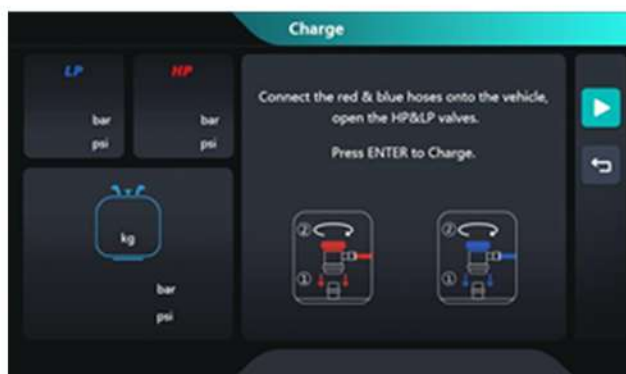 Charge
LP
HP
bar
psi
bar
psi
kg
bar
psi
Connect the red & blue hoses onto the vehicle,
open the HP&LP valves.
Press ENTER to Charge.
②
①
②
①